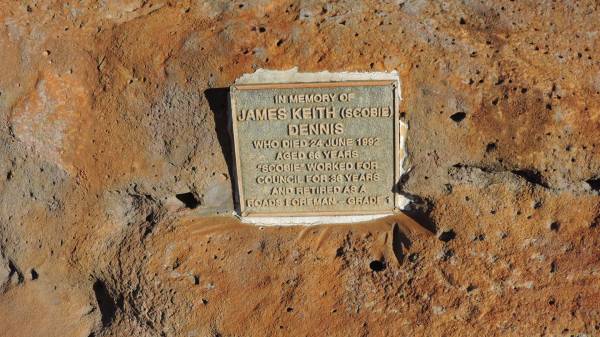 IN MEMORY OF
JAMES KEITH (SCOBIE)
DENNIS
WHO DIED 24 JUNE 1992
AGED 66 YEARS
"SCOBIE" WORKED FOR
COUNCIL FOR 36 YEARS
AND RETIRED AS A
ROADS FOREMAN - GRADE 1